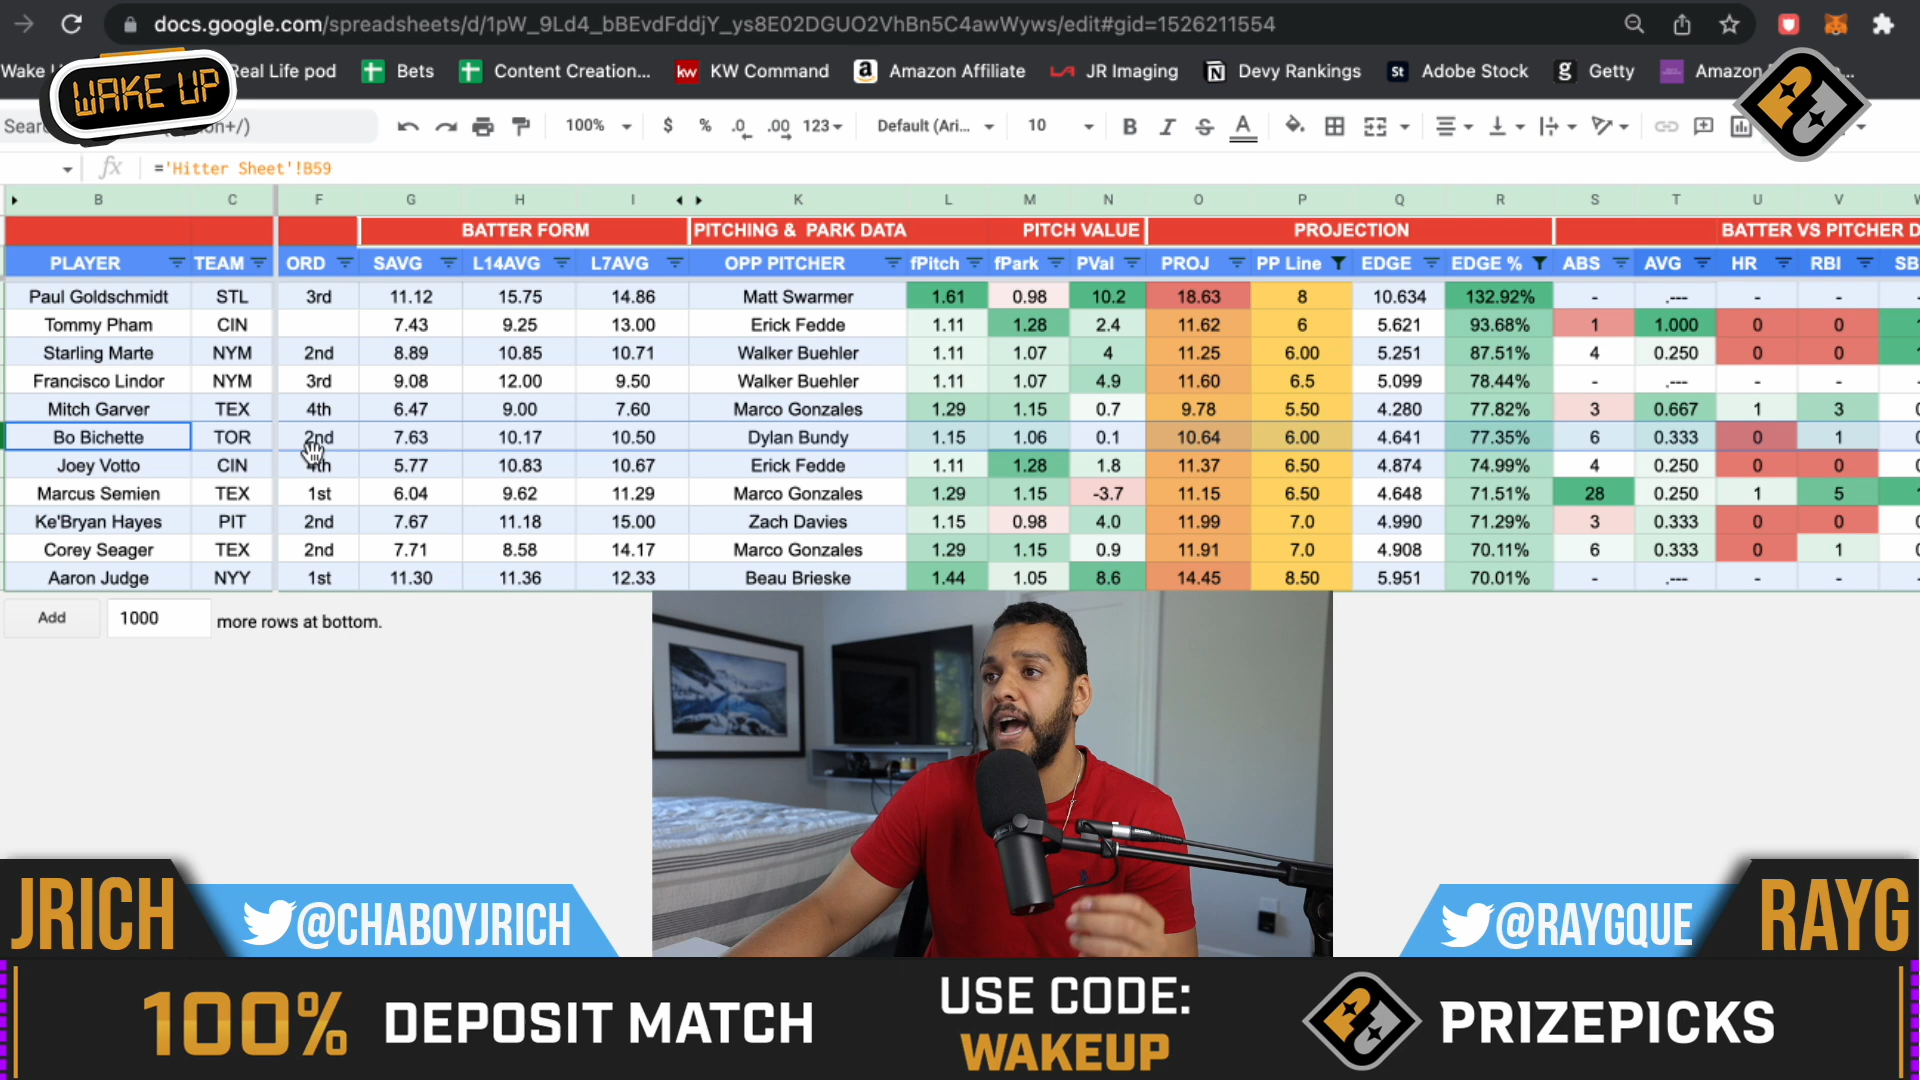 docs.google.com/spreadsheets/d/1pW_9Ld4_bBEvdFddjY_ys8E02DGUO2VhBn5C4awWyws/edit#gid=1526211554
Wake Real Life pod Bets Content Creation... KW Command Amazon Affiliate JR Imaging Devy Rankings Adobe Stock Getty Amazon
WAKE UP
100% $ % .0 .00 123 Default (Ari... 10 B I S A
fx ='Hitter Sheet'!B59
B C F G H I K L M N O P Q R S T U V
BATTER FORM PITCHING & PARK DATA PITCH VALUE PROJECTION BATTER VS PITCHER D
PLAYER TEAM ORD SAVG L14AVG L7AVG OPP PITCHER fPitch fPark PVal PROJ PP Line EDGE EDGE % ABS AVG HR RBI SB
Paul Goldschmidt STL 3rd 11.12 15.75 14.86 Matt Swarmer 1.61 0.98 10.2 18.63 8 10.634 132.92% - .--- - -
Tommy Pham CIN 7.43 9.25 13.00 Erick Fedde 1.11 1.28 2.4 11.62 6 5.621 93.68% 1 1.000 0 0
Starling Marte NYM 2nd 8.89 10.85 10.71 Walker Buehler 1.11 1.07 4 11.25 6.00 5.251 87.51% 4 0.250 0 0
Francisco Lindor NYM 3rd 9.08 12.00 9.50 Walker Buehler 1.11 1.07 4.9 11.60 6.5 5.099 78.44% - .--- - -
Mitch Garver TEX 4th 6.47 9.00 7.60 Marco Gonzales 1.29 1.15 0.7 9.78 5.50 4.280 77.82% 3 0.667 1 3
Bo Bichette TOR 2nd 7.63 10.17 10.50 Dylan Bundy 1.15 1.06 0.1 10.64 6.00 4.641 77.35% 6 0.333 0 1
Joey Votto CIN 4th 5.77 10.83 10.67 Erick Fedde 1.11 1.28 1.8 11.37 6.50 4.874 74.99% 4 0.250 0 0
Marcus Semien TEX 1st 6.04 9.62 11.29 Marco Gonzales 1.29 1.15 -3.7 11.15 6.50 4.648 71.51% 28 0.250 1 5
Ke'Bryan Hayes PIT 2nd 7.67 11.18 15.00 Zach Davies 1.15 0.98 4.0 11.99 7.0 4.990 71.29% 3 0.333 0 0
Corey Seager TEX 2nd 7.71 8.58 14.17 Marco Gonzales 1.29 1.15 0.9 11.91 7.0 4.908 70.11% 6 0.333 0 1
Aaron Judge NYY 1st 11.30 11.36 12.33 Beau Brieske 1.44 1.05 8.6 14.45 8.50 5.951 70.01% - .--- - -
Add 1000 more rows at bottom.
JRICH @CHABOYJRICH @RAYGQUE RAYG
100% DEPOSIT MATCH USE CODE: WAKEUP PRIZEPICKS